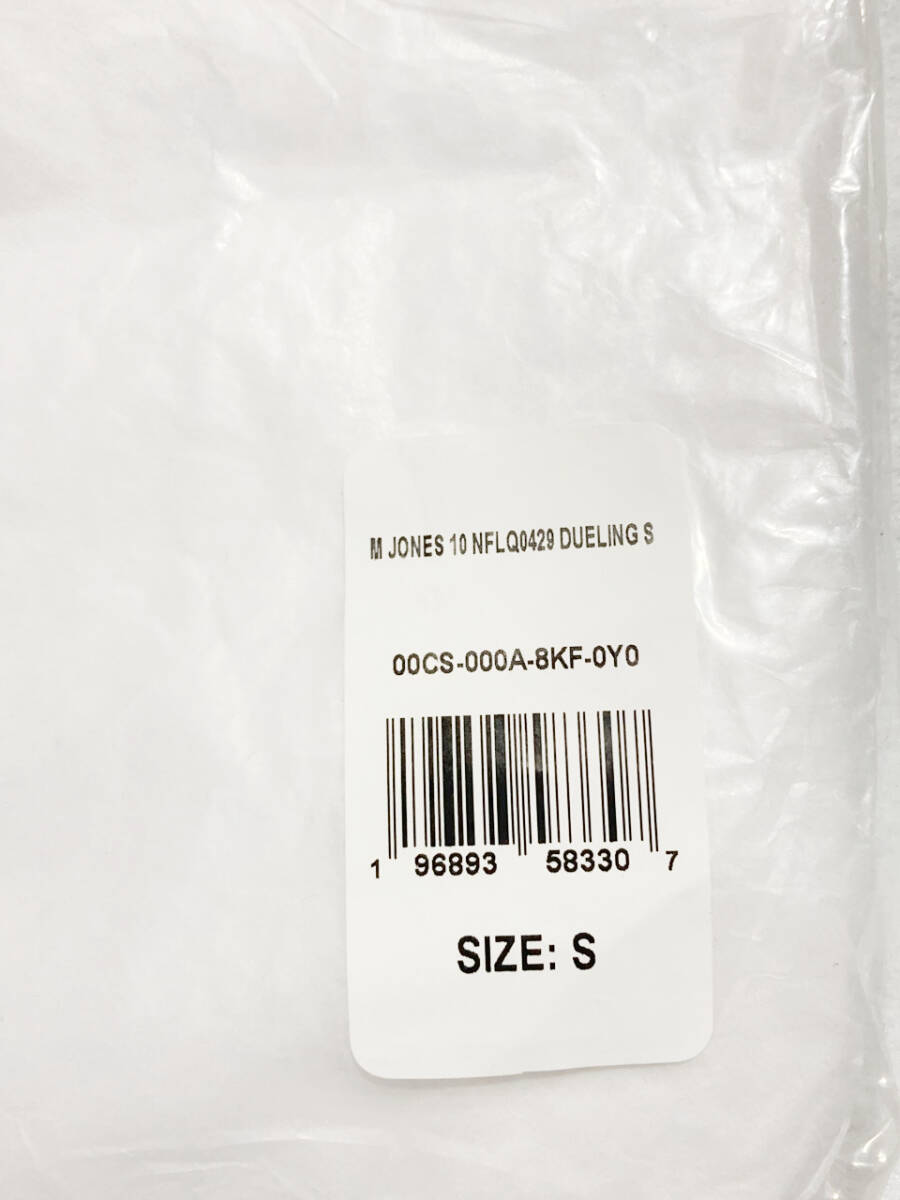 M JONES 10 NFLQ0429 DUELING S
00CS-000A-8KF-0Y0
1 96893 58330 7
SIZE: S